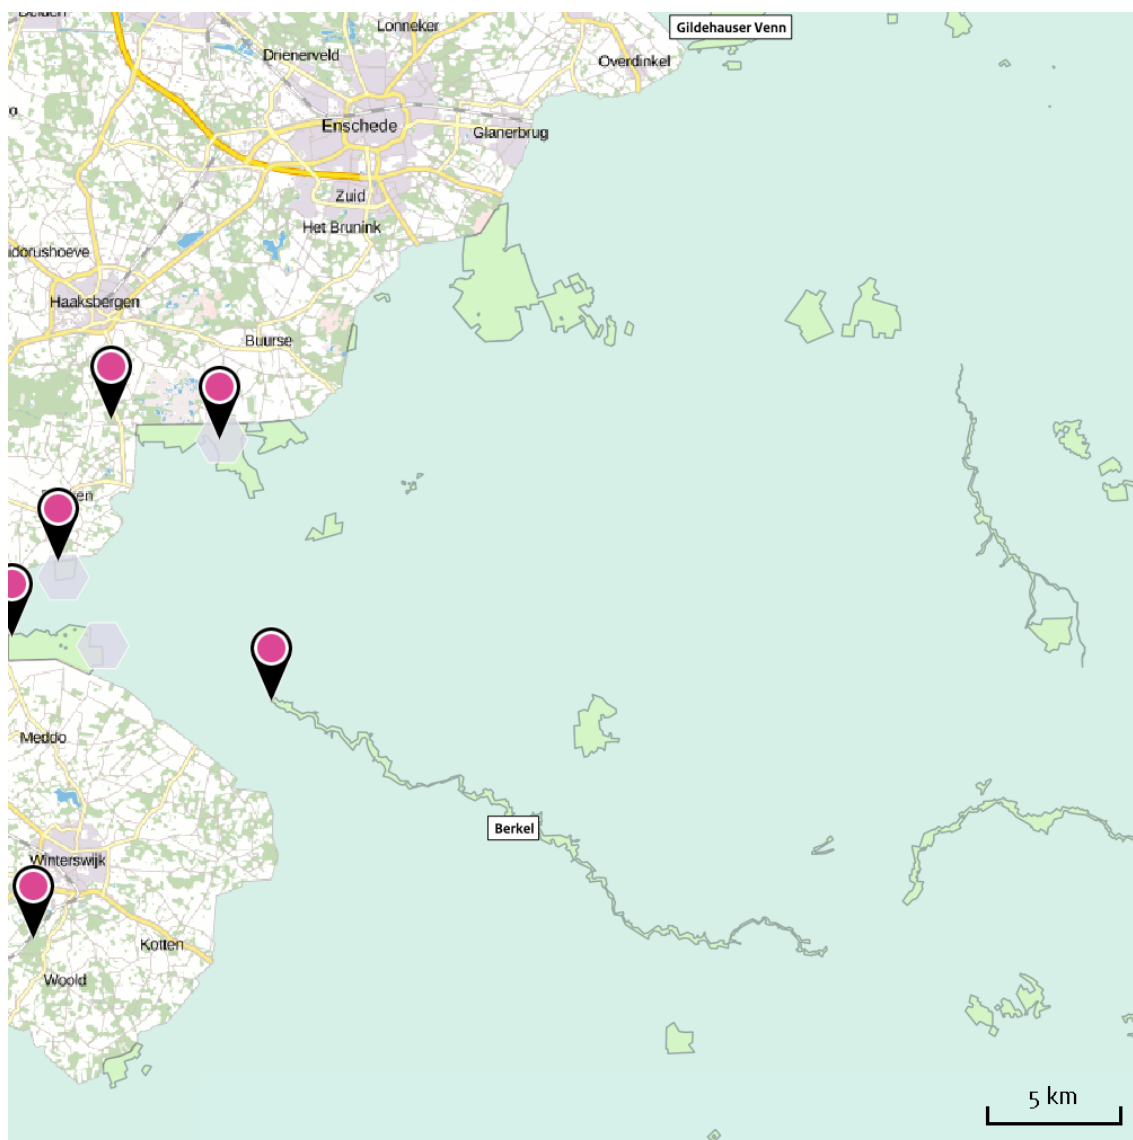 Gildehauser Venn
Lonneker
Drienerveld
Overdinkel
Enschede
Glanerbrug
Zuid
Het Brunink
Haaksbergen
Buurse
Meddo
Berkel
Winterswijk
Kotten
Woold
5 km